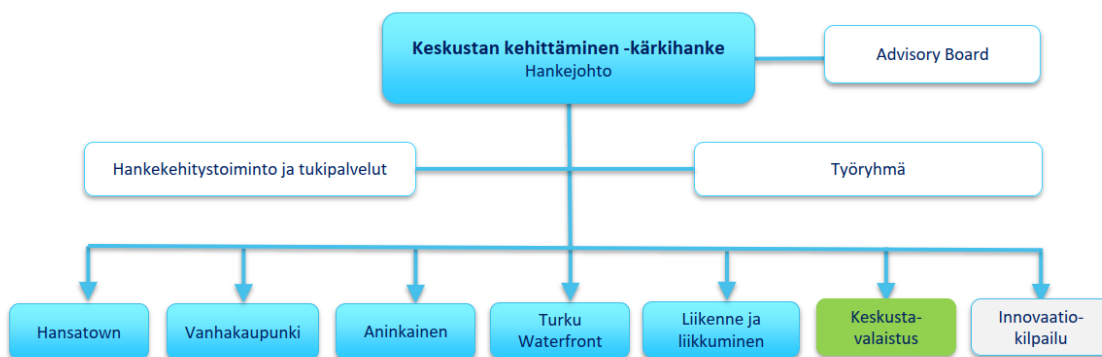 Keskustan kehittäminen -kärkihanke
Hankejohto
Advisory Board
Hankekehitystoiminto ja tukipalvelut
Työryhmä
Hansatown
Vanhakaupunki
Aninkainen
Turku
Waterfront
Liikenne ja
liikkuminen
Keskusta-
valaistus
Innovaatio-
kilpailu